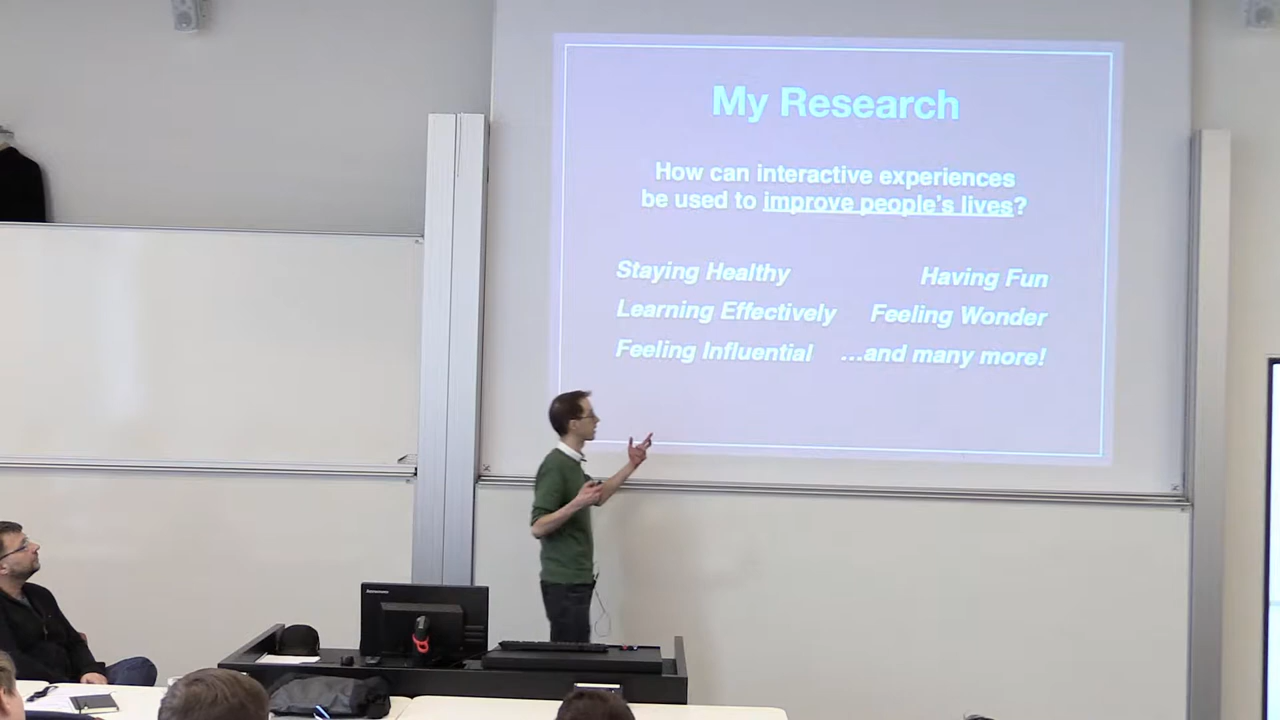 My Research
How can interactive experiences
be used to improve people's lives?
Staying Healthy
Having Fun
Learning Effectively
Feeling Wonder
Feeling Influential
...and many more!
Lenovo